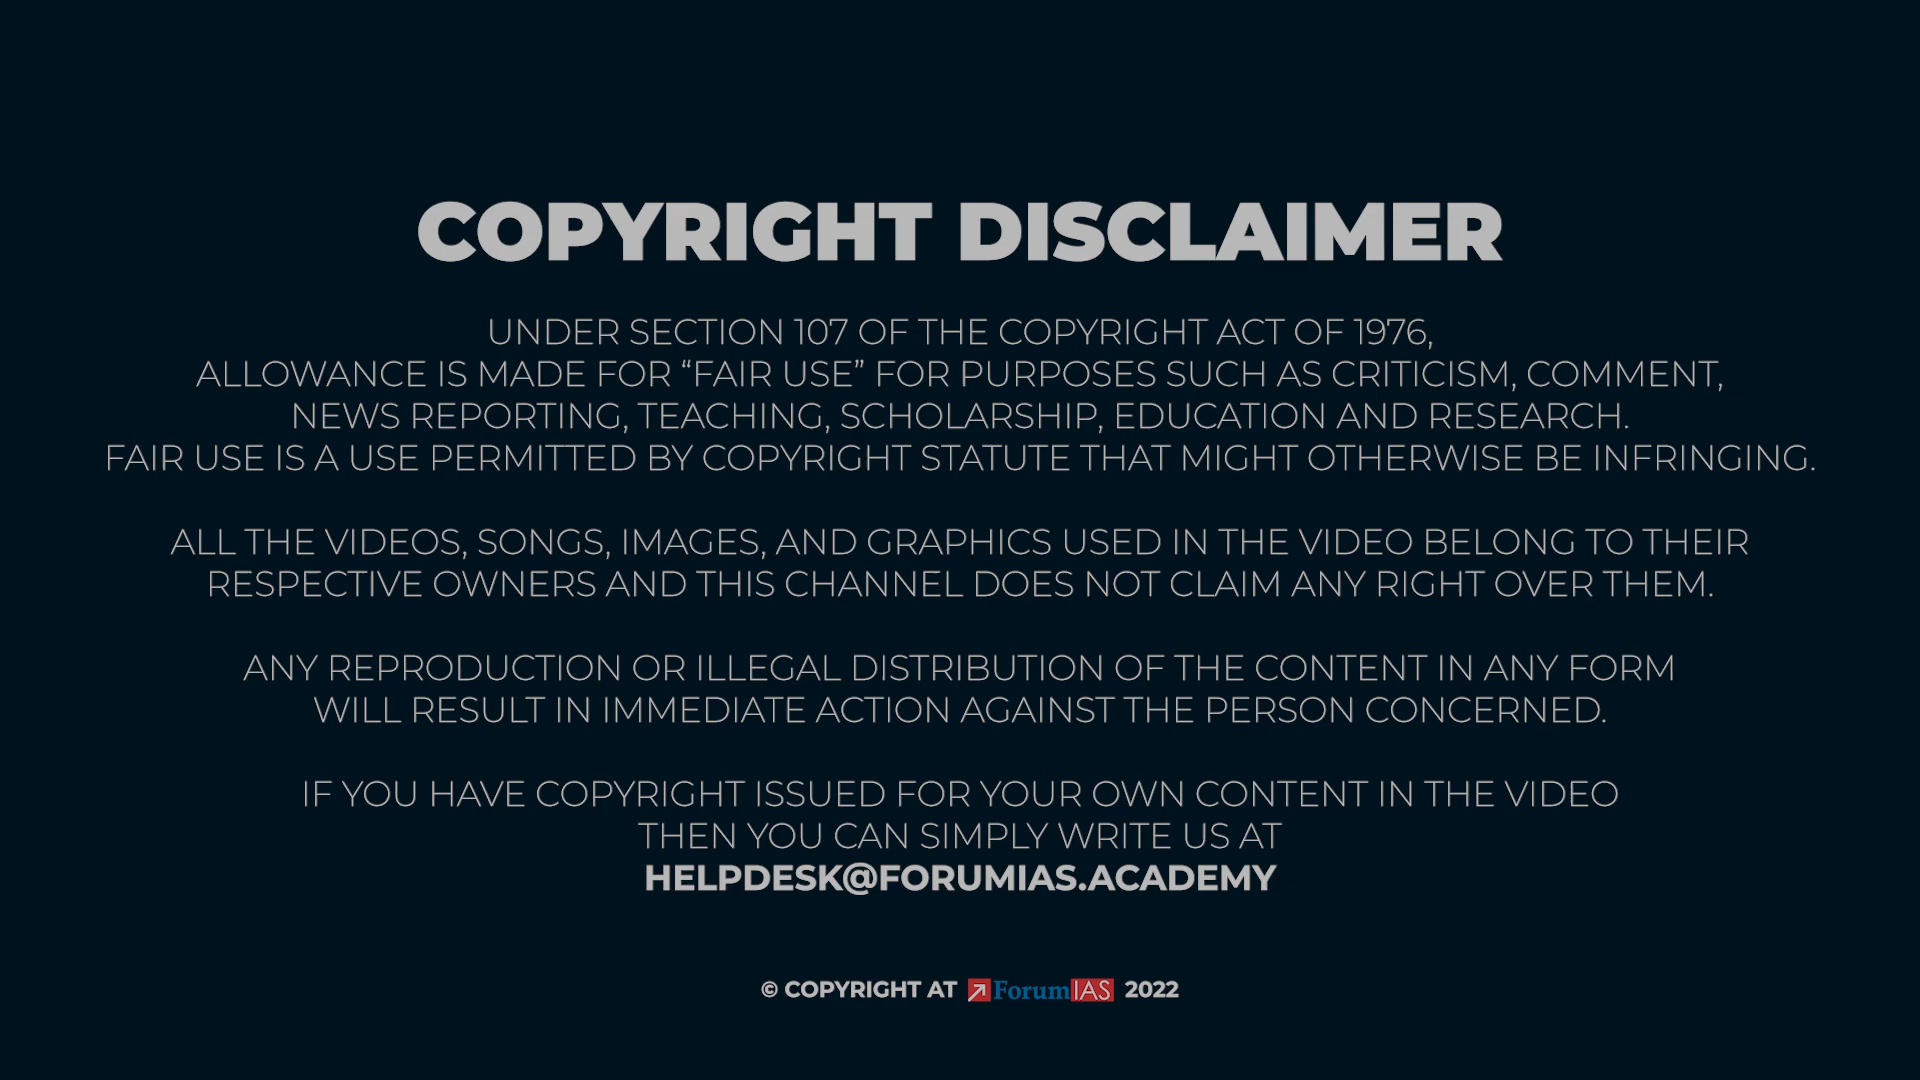 COPYRIGHT DISCLAIMER
UNDER SECTION 107 OF THE COPYRIGHT ACT OF 1976,
ALLOWANCE IS MADE FOR “FAIR USE” FOR PURPOSES SUCH AS CRITICISM, COMMENT,
NEWS REPORTING, TEACHING, SCHOLARSHIP, EDUCATION AND RESEARCH.
FAIR USE IS A USE PERMITTED BY COPYRIGHT STATUTE THAT MIGHT OTHERWISE BE INFRINGING.
ALL THE VIDEOS, SONGS, IMAGES, AND GRAPHICS USED IN THE VIDEO BELONG TO THEIR
RESPECTIVE OWNERS AND THIS CHANNEL DOES NOT CLAIM ANY RIGHT OVER THEM.
ANY REPRODUCTION OR ILLEGAL DISTRIBUTION OF THE CONTENT IN ANY FORM
WILL RESULT IN IMMEDIATE ACTION AGAINST THE PERSON CONCERNED.
IF YOU HAVE COPYRIGHT ISSUED FOR YOUR OWN CONTENT IN THE VIDEO
THEN YOU CAN SIMPLY WRITE US AT
HELPDESK@FORUMIAS.ACADEMY
© COPYRIGHT AT ForumIAS 2022